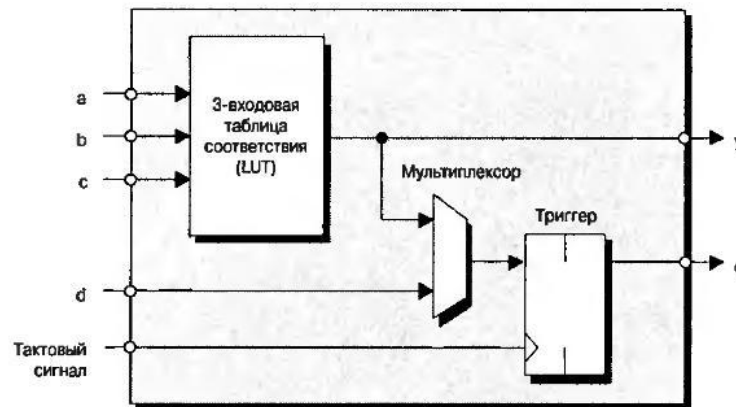 3-входовая
таблица
соответствия
(LUT)
a
b
c
y
Мультиплексор
Триггер
d
Тактовый
сигнал